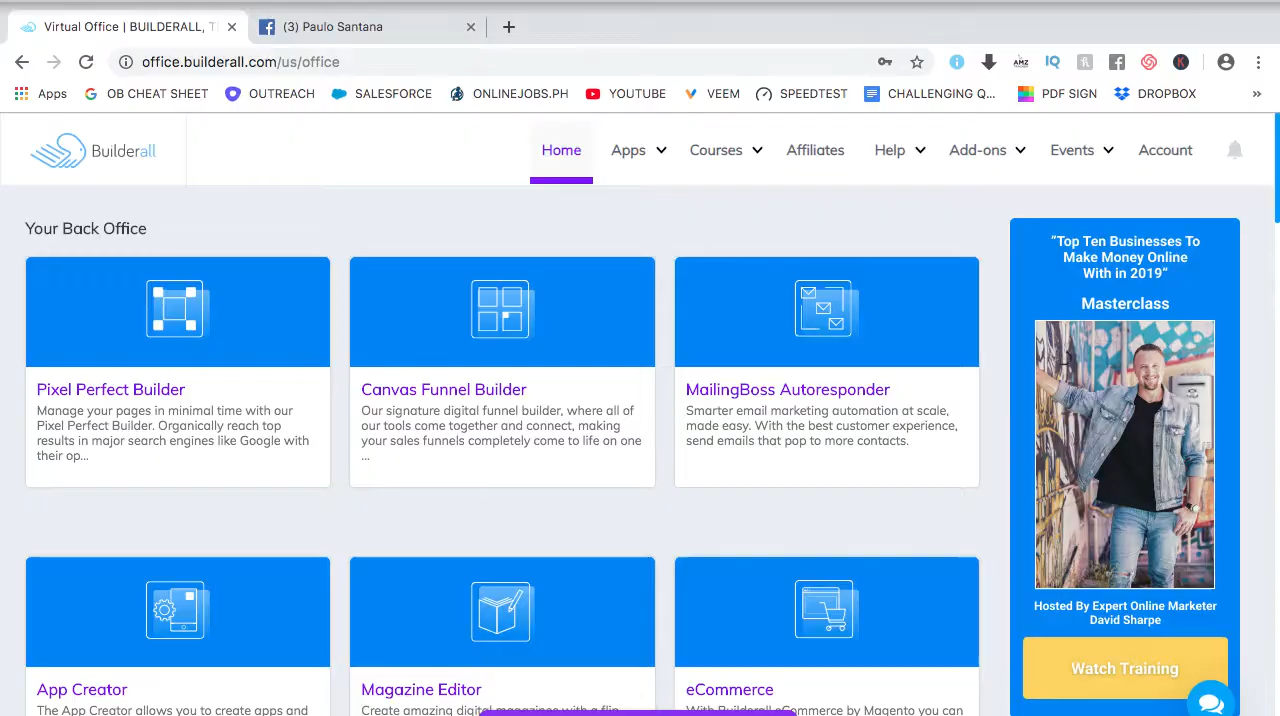 Virtual Office | BUILDERALL, T
(3) Paulo Santana
office.builderall.com/us/office
AMZ
IQ
K
Apps
OB CHEAT SHEET
OUTREACH
SALESFORCE
ONLINEJOBS.PH
YOUTUBE
VEEM
SPEEDTEST
CHALLENGING Q...
PDF SIGN
DROPBOX
»
Builderall
Home
Apps
Courses
Affiliates
Help
Add-ons
Events
Account
Your Back Office
Pixel Perfect Builder
Manage your pages in minimal time with our
Pixel Perfect Builder. Organically reach top
results in major search engines like Google with
their op...
Canvas Funnel Builder
Our signature digital funnel builder, where all of
our tools come together and connect, making
your sales funnels completely come to life on one
...
MailingBoss Autoresponder
Smarter email marketing automation at scale,
made easy. With the best customer experience,
send emails that pop to more contacts.
"Top Ten Businesses To
Make Money Online
With in 2019"
Masterclass
Hosted By Expert Online Marketer
David Sharpe
Watch Training
App Creator
The App Creator allows you to create apps and
Magazine Editor
Create amazing digital magazines with a flip
eCommerce
With Builderall eCommerce by Magento you can